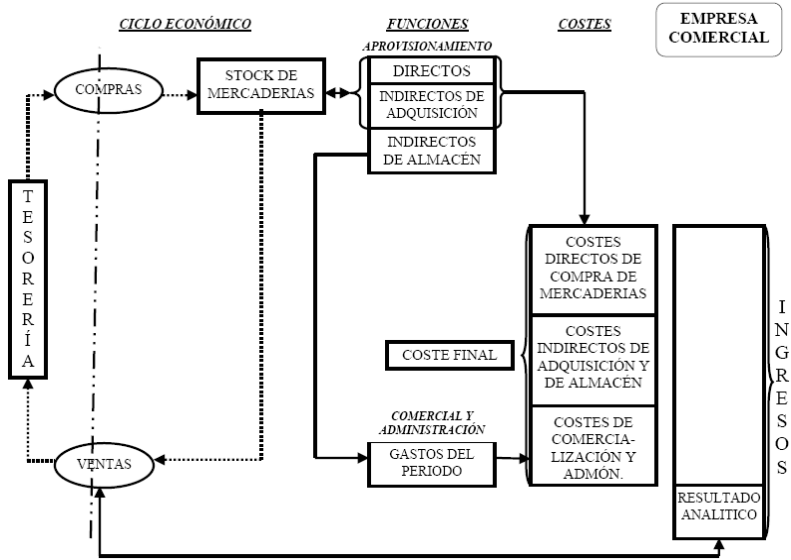 CICLO ECONÓMICO
FUNCIONES
COSTES
EMPRESA
COMERCIAL
APROVISIONAMIENTO
COMPRAS
STOCK DE
MERCADERIAS
DIRECTOS
INDIRECTOS DE
ADQUISICIÓN
INDIRECTOS
DE ALMACÉN
TESORERÍA
COSTES
DIRECTOS DE
COMPRA DE
MERCADERIAS
COSTE FINAL
COSTES
INDIRECTOS DE
ADQUISICIÓN Y
DE ALMACÉN
COMERCIAL Y
ADMINISTRACIÓN
GASTOS DEL
PERIODO
COSTES DE
COMERCIA-
LIZACIÓN Y
ADMÓN.
INGRESOS
VENTAS
RESULTADO
ANALITICO